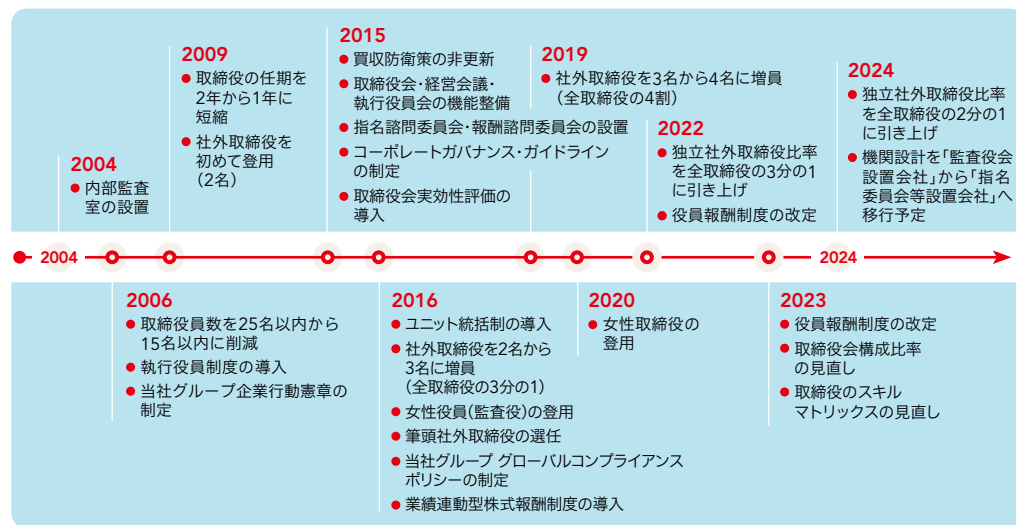 2004
● 内部監査
室の設置
2009
● 取締役の任期を
2年から1年に
短縮
● 社外取締役を
初めて登用
(2名)
2015
● 買収防衛策の非更新
● 取締役会・経営会議・
執行役員会の機能整備
● 指名諮問委員会・報酬諮問委員会の設置
● コーポレートガバナンス・ガイドライン
の制定
● 取締役会実効性評価の
導入
2019
● 社外取締役を3名から4名に増員
(全取締役の4割)
2022
● 独立社外取締役比率
を全取締役の3分の1
に引き上げ
● 役員報酬制度の改定
2024
● 独立社外取締役比率
を全取締役の2分の1
に引き上げ
● 機関設計を「監査役会
設置会社」から「指名
委員会等設置会社」へ
移行予定
2004
2024
2006
● 取締役員数を25名以内から
15名以内に削減
● 執行役員制度の導入
● 当社グループ企業行動憲章の
制定
2016
● ユニット統括制の導入
● 社外取締役を2名から
3名に増員
(全取締役の3分の1)
● 女性役員(監査役)の登用
● 筆頭社外取締役の選任
● 当社グループ グローバルコンプライアンス
ポリシーの制定
● 業績連動型株式報酬制度の導入
2020
● 女性取締役の
登用
2023
● 役員報酬制度の改定
● 取締役会構成比率
の見直し
● 取締役のスキル
マトリックスの見直し